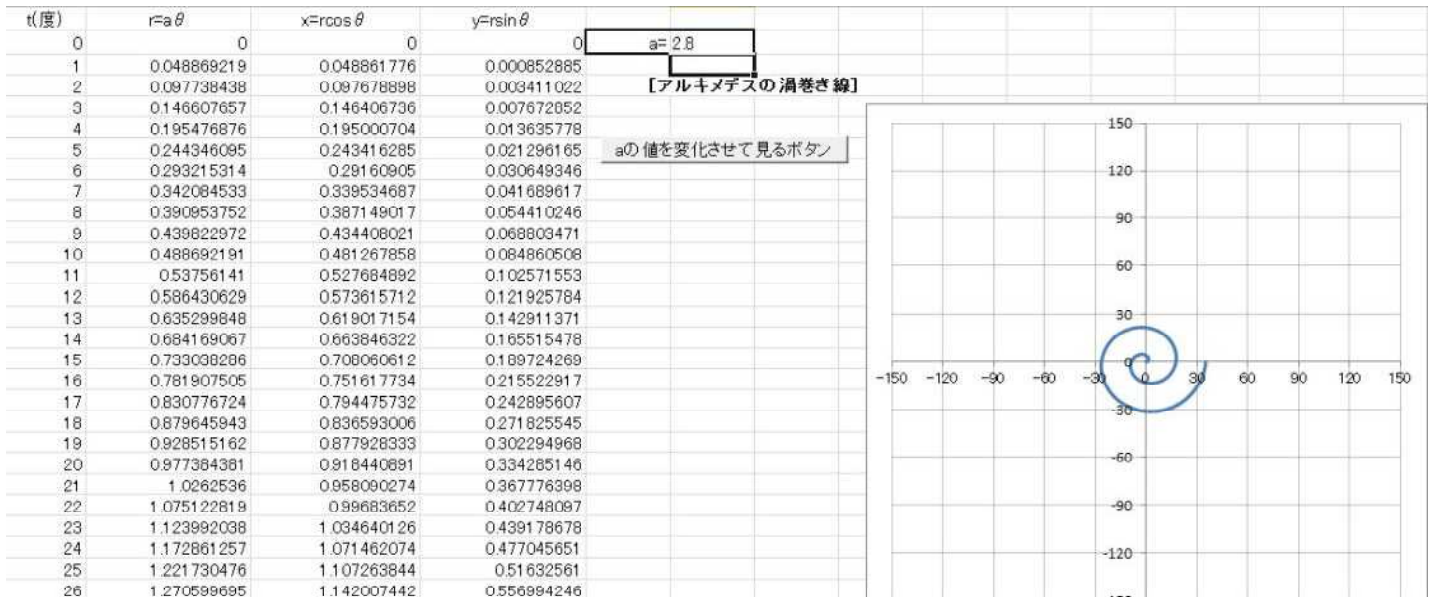 t(度) r=aθ x=rcosθ y=rsinθ
0 0 0 0 a= 2.8
1 0.048869219 0.048861776 0.000852885
2 0.097738438 0.097678898 0.003411022 [アルキメデスの渦巻き線]
3 0.146607657 0.146406736 0.007672852
4 0.195476876 0.195000704 0.013635778
5 0.244346095 0.243416285 0.021296165 aの値を変化させて見るボタン
6 0.293215314 0.29160905 0.030649346
7 0.342084533 0.339534687 0.041689617
8 0.390953752 0.387149017 0.054410246
9 0.439822972 0.434408021 0.068803471
10 0.488692191 0.481267858 0.084860508
11 0.53756141 0.527684892 0.102571553
12 0.586430629 0.573615712 0.121925784
13 0.635299848 0.619017154 0.142911371
14 0.684169067 0.663846322 0.165515478
15 0.733038286 0.708060612 0.189724269
16 0.781907505 0.751617734 0.215522917
17 0.830776724 0.794475732 0.242895607
18 0.879645943 0.836593006 0.271825545
19 0.928515162 0.877928333 0.302294968
20 0.977384381 0.918440891 0.334285146
21 1.0262536 0.958090274 0.367776398
22 1.075122819 0.99683652 0.402748097
23 1.123992038 1.034640126 0.439178678
24 1.172861257 1.071462074 0.477045651
25 1.221730476 1.107263844 0.51632561
26 1.270599695 1.142007442 0.556994246
150
120
90
60
30
0
-150 -120 -90 -60 -30 0 30 60 90 120 150
-30
-60
-90
-120